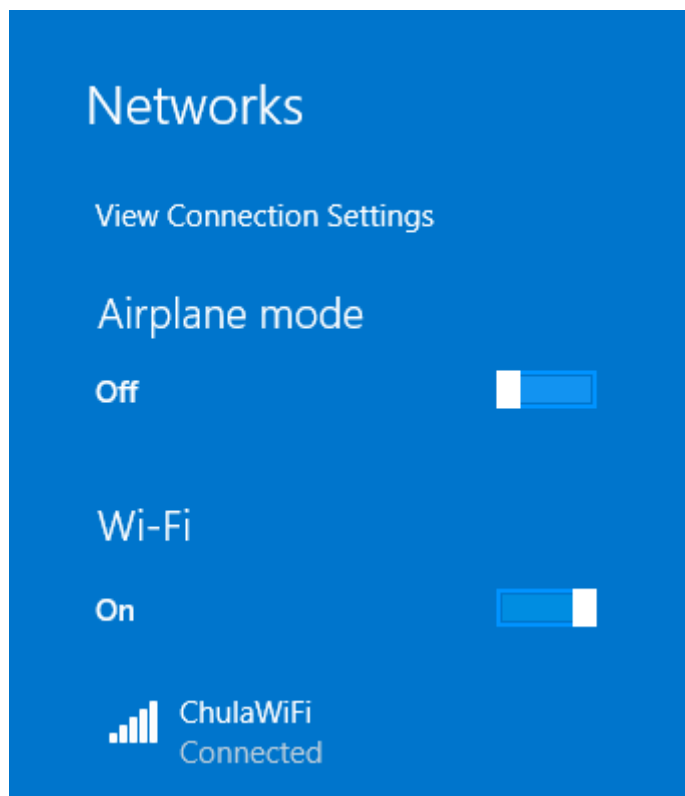 Networks
View Connection Settings
Airplane mode
Off
Wi-Fi
On
ChulaWiFi
Connected